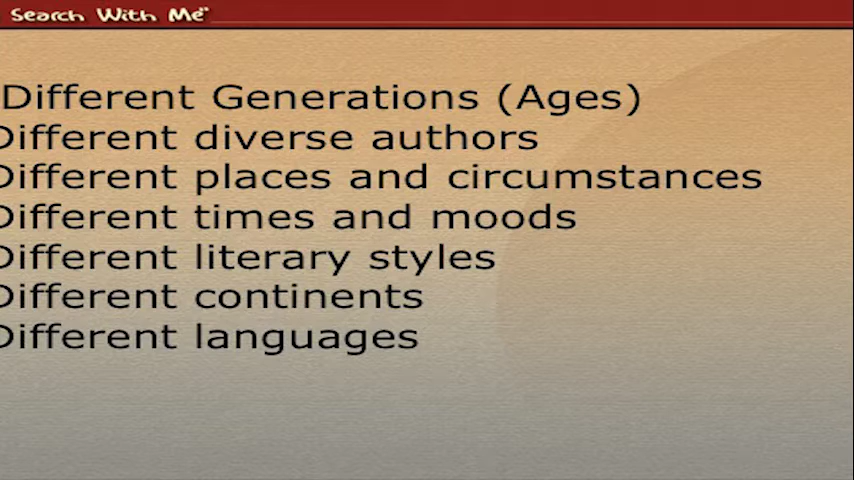 Search With Me"
Different Generations (Ages)
Different diverse authors
Different places and circumstances
Different times and moods
Different literary styles
Different continents
Different languages